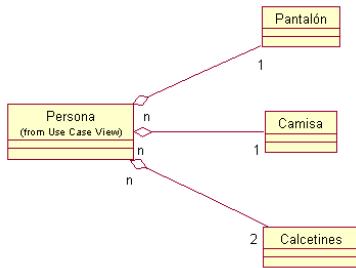 Pantalón
1
Persona
(from Use Case View)
n
Camisa
n
1
n
2
Calcetines